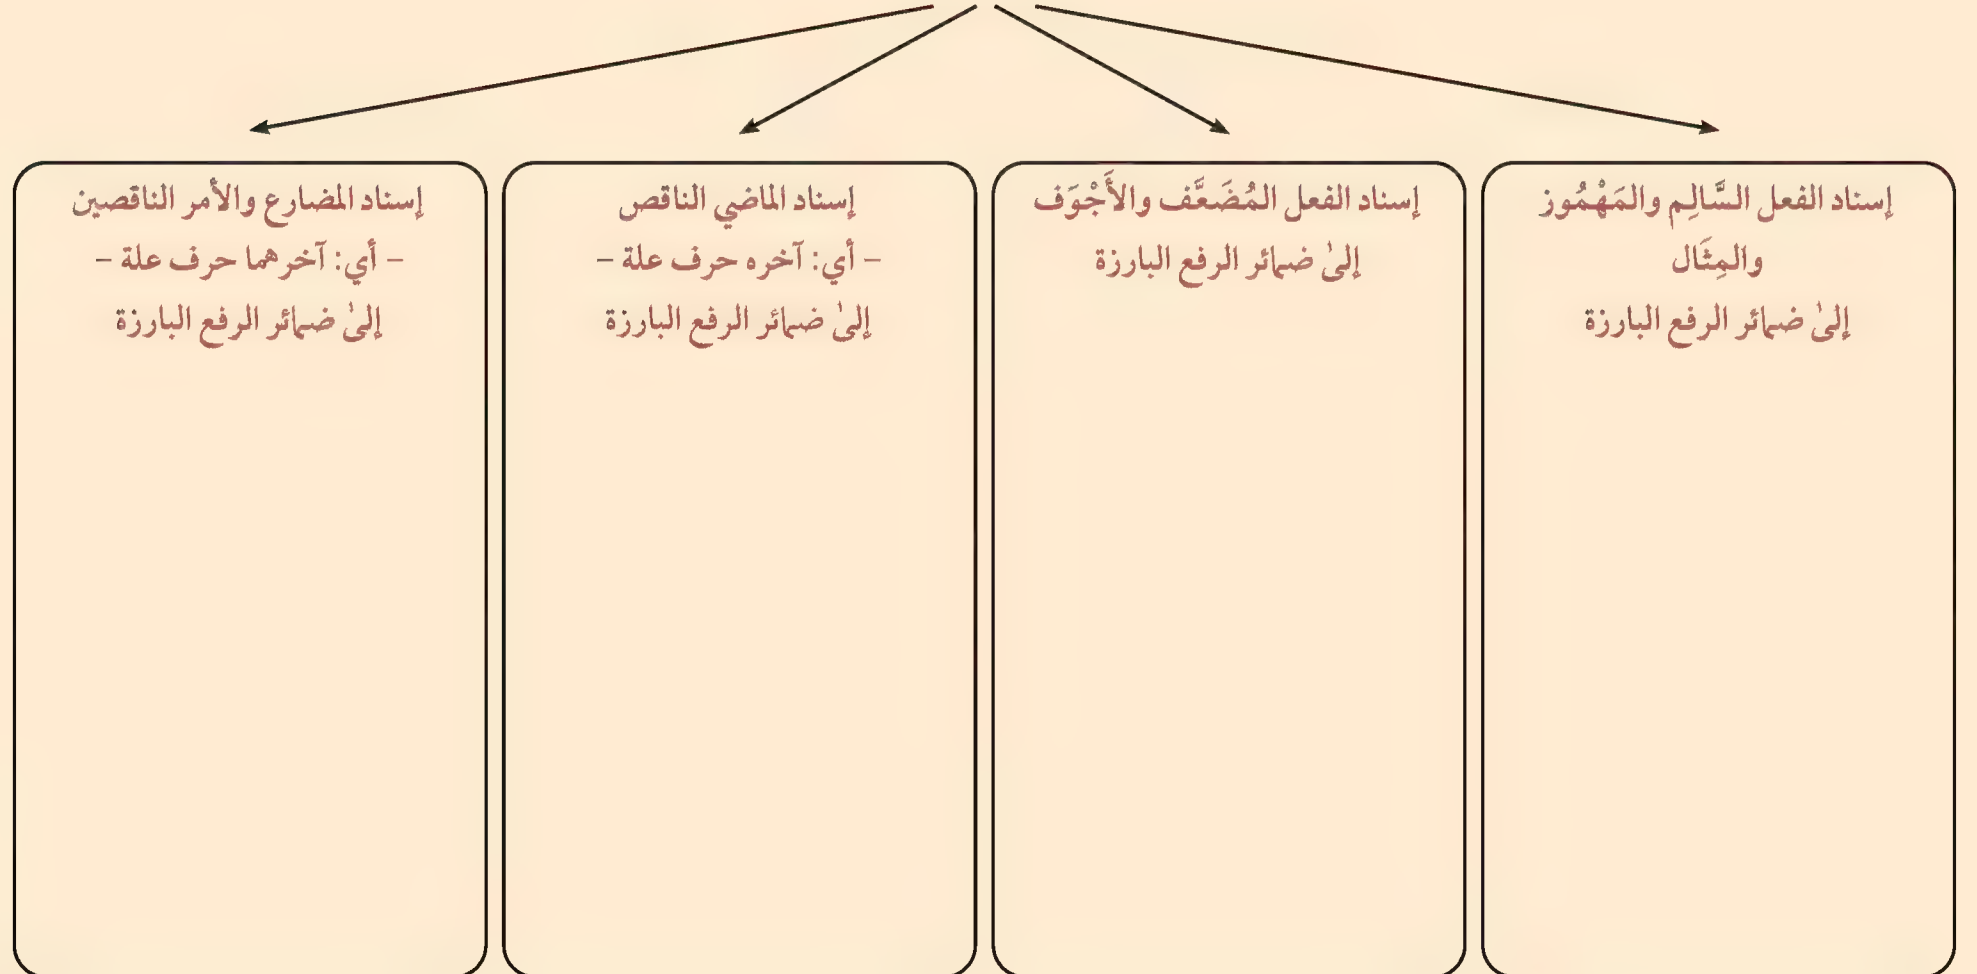 إسناد الفعل السَّالِم والمَهْمُوز
والمِثَال
إلىٰ ضمائر الرفع البارزة
إسناد الفعل المُضَعَّف والأَجْوَف
إلىٰ ضمائر الرفع البارزة
إسناد الماضي الناقص
– أي: آخره حرف علة –
إلىٰ ضمائر الرفع البارزة
إسناد المضارع والأمر الناقصين
– أي: آخرهما حرف علة –
إلىٰ ضمائر الرفع البارزة